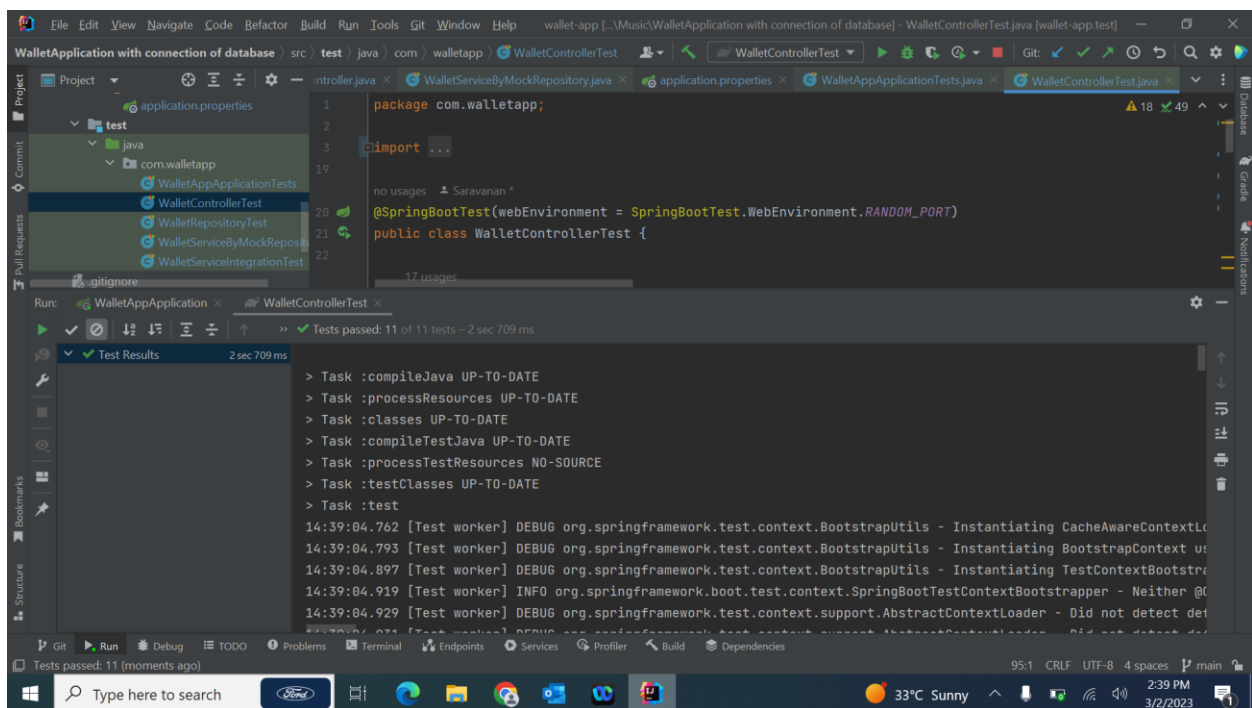 File Edit View Navigate Code Refactor Build Run Tools Git Window Help wallet-app [...\Music\WalletApplication with connection of database] - WalletControllerTest.java [wallet-app.test]
WalletApplication with connection of database src test java com walletapp WalletControllerTest WalletControllerTest Git:
Project ontroller.java WalletServiceByMockRepository.java application.properties WalletAppApplicationTests.java WalletControllerTest.java
Project
Commit
Pull Requests
Bookmarks
Structure
Database
Gradle
Notifications
application.properties
test
java
com.walletapp
WalletAppApplicationTests
WalletControllerTest
WalletRepositoryTest
WalletServiceByMockReposit
WalletServiceIntegrationTest
.gitignore
1 package com.walletapp;
18 49
2
3 import ...
19
no usages Saravanan *
20 @SpringBootTest(webEnvironment = SpringBootTest.WebEnvironment.RANDOM_PORT)
21 public class WalletControllerTest {
22
17 usages
Run: WalletAppApplication WalletControllerTest
Tests passed: 11 of 11 tests – 2 sec 709 ms
Test Results 2 sec 709 ms
> Task :compileJava UP-TO-DATE
> Task :processResources UP-TO-DATE
> Task :classes UP-TO-DATE
> Task :compileTestJava UP-TO-DATE
> Task :processTestResources NO-SOURCE
> Task :testClasses UP-TO-DATE
> Task :test
14:39:04.762 [Test worker] DEBUG org.springframework.test.context.BootstrapUtils - Instantiating CacheAwareContextLo
14:39:04.793 [Test worker] DEBUG org.springframework.test.context.BootstrapUtils - Instantiating BootstrapContext us
14:39:04.897 [Test worker] DEBUG org.springframework.test.context.BootstrapUtils - Instantiating TestContextBootstra
14:39:04.919 [Test worker] INFO org.springframework.boot.test.context.SpringBootTestContextBootstrapper - Neither @C
14:39:04.929 [Test worker] DEBUG org.springframework.test.context.support.AbstractContextLoader - Did not detect def
Git Run Debug TODO Problems Terminal Endpoints Services Profiler Build Dependencies
Tests passed: 11 (moments ago) 95:1 CRLF UTF-8 4 spaces main
Type here to search Ford 33°C Sunny 2:39 PM
3/2/2023 1